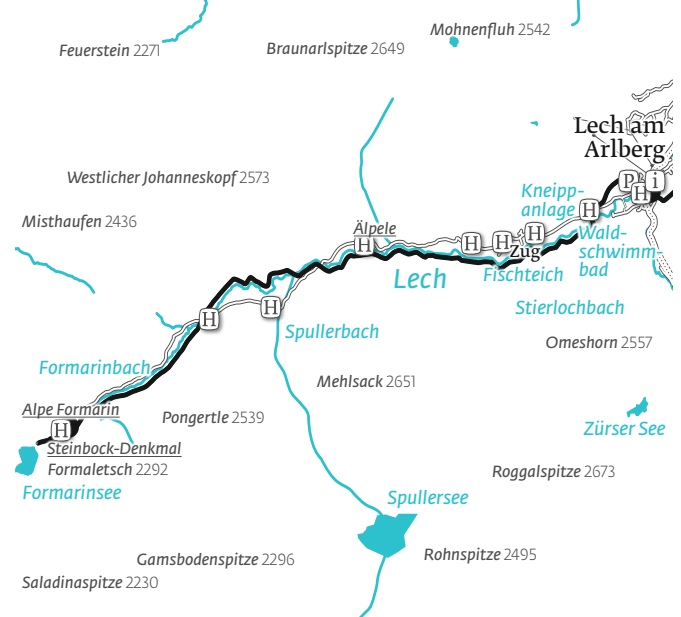 Mohnenfluh 2542
Feuerstein 2271
Braunarlspitze 2649
Lech am
Arlberg
Westlicher Johanneskopf 2573
P
i
H
Kneipp-
anlage
H
Misthaufen 2436
Älpele
H
H
H
H
Zug
Wald-
schwimm-
bad
Lech
Fischteich
Stierlochbach
H
H
Spullerbach
Omeshorn 2557
Formarinbach
Mehlsack 2651
Alpe Formarin
H
Pongertle 2539
Zürser See
Steinbock-Denkmal
Formaletsch 2292
Roggalspitze 2673
Formarinsee
Spullersee
Gamsbodenspitze 2296
Rohnspitze 2495
Saladinaspitze 2230